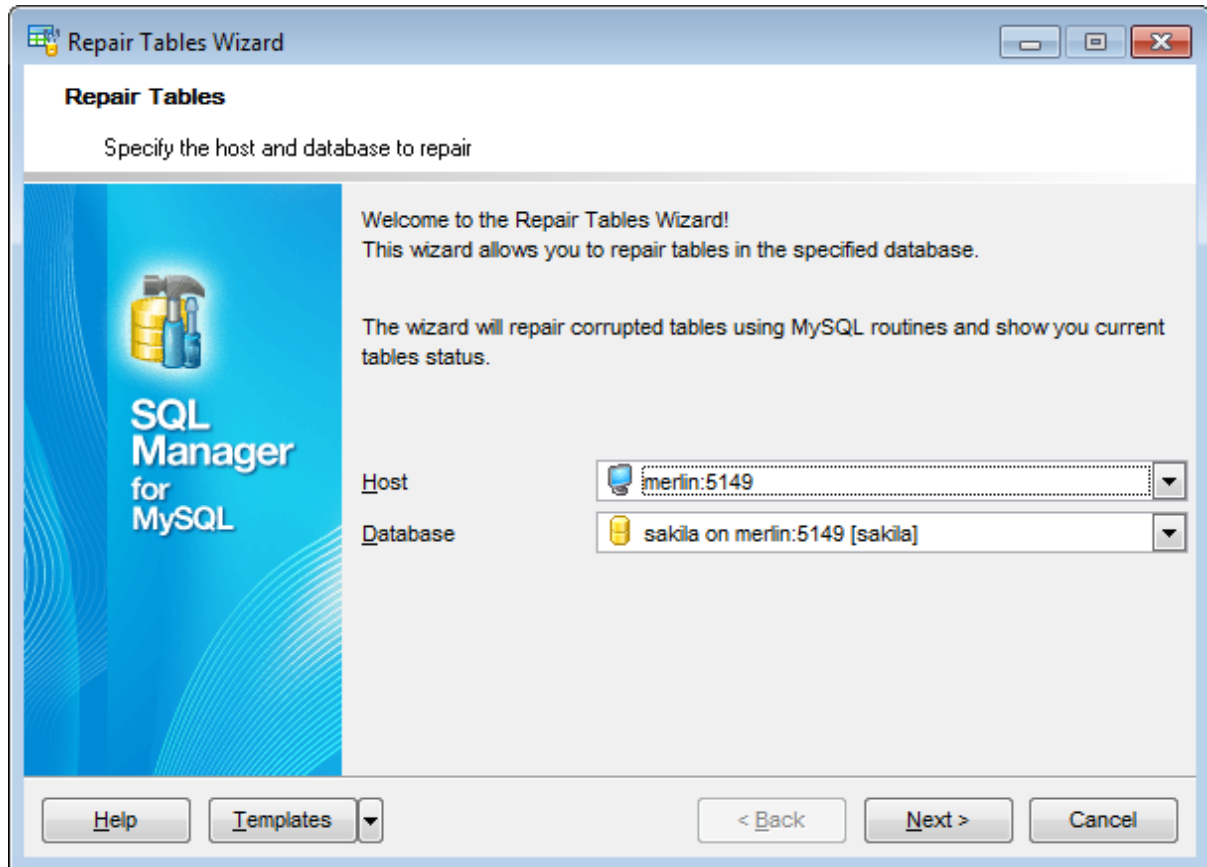 Repair Tables Wizard
Repair Tables
Specify the host and database to repair
Welcome to the Repair Tables Wizard!
This wizard allows you to repair tables in the specified database.
The wizard will repair corrupted tables using MySQL routines and show you current
tables status.
SQL
Manager
for
MySQL
Host
merlin:5149
Database
sakila on merlin:5149 [sakila]
Help
Templates
< Back
Next >
Cancel